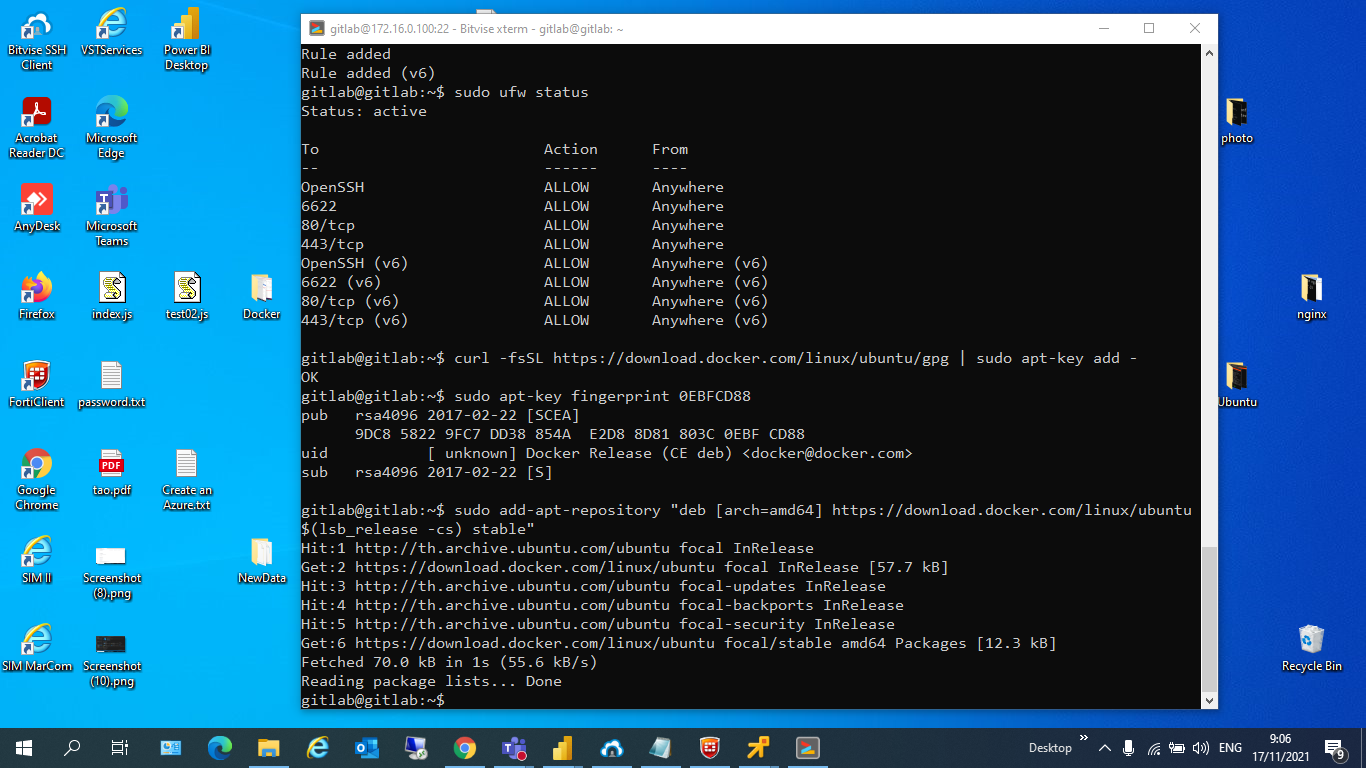 Bitvise SSH
Client
VSTServices
Power BI
Desktop
Acrobat
Reader DC
Microsoft
Edge
AnyDesk
Microsoft
Teams
Firefox
index.js
test02.js
Docker
FortiClient
password.txt
Google
Chrome
tao.pdf
Create an
Azure.txt
SIM II
Screenshot
(8).png
NewData
SIM MarCom
Screenshot
(10).png
gitlab@172.16.0.100:22 - Bitvise xterm - gitlab@gitlab: ~
Rule added
Rule added (v6)
gitlab@gitlab:~$ sudo ufw status
Status: active
To Action From
-- ------ ----
OpenSSH ALLOW Anywhere
6622 ALLOW Anywhere
80/tcp ALLOW Anywhere
443/tcp ALLOW Anywhere
OpenSSH (v6) ALLOW Anywhere (v6)
6622 (v6) ALLOW Anywhere (v6)
80/tcp (v6) ALLOW Anywhere (v6)
443/tcp (v6) ALLOW Anywhere (v6)
gitlab@gitlab:~$ curl -fsSL https://download.docker.com/linux/ubuntu/gpg | sudo apt-key add -
OK
gitlab@gitlab:~$ sudo apt-key fingerprint 0EBFCD88
pub rsa4096 2017-02-22 [SCEA]
9DC8 5822 9FC7 DD38 854A E2D8 8D81 803C 0EBF CD88
uid [ unknown] Docker Release (CE deb) <docker@docker.com>
sub rsa4096 2017-02-22 [S]
gitlab@gitlab:~$ sudo add-apt-repository "deb [arch=amd64] https://download.docker.com/linux/ubuntu
$(lsb_release -cs) stable"
Hit:1 http://th.archive.ubuntu.com/ubuntu focal InRelease
Get:2 https://download.docker.com/linux/ubuntu focal InRelease [57.7 kB]
Hit:3 http://th.archive.ubuntu.com/ubuntu focal-updates InRelease
Hit:4 http://th.archive.ubuntu.com/ubuntu focal-backports InRelease
Hit:5 http://th.archive.ubuntu.com/ubuntu focal-security InRelease
Get:6 https://download.docker.com/linux/ubuntu focal/stable amd64 Packages [12.3 kB]
Fetched 70.0 kB in 1s (55.6 kB/s)
Reading package lists... Done
gitlab@gitlab:~$
photo
nginx
Ubuntu
Recycle Bin
Desktop
ENG
9:06
17/11/2021
9